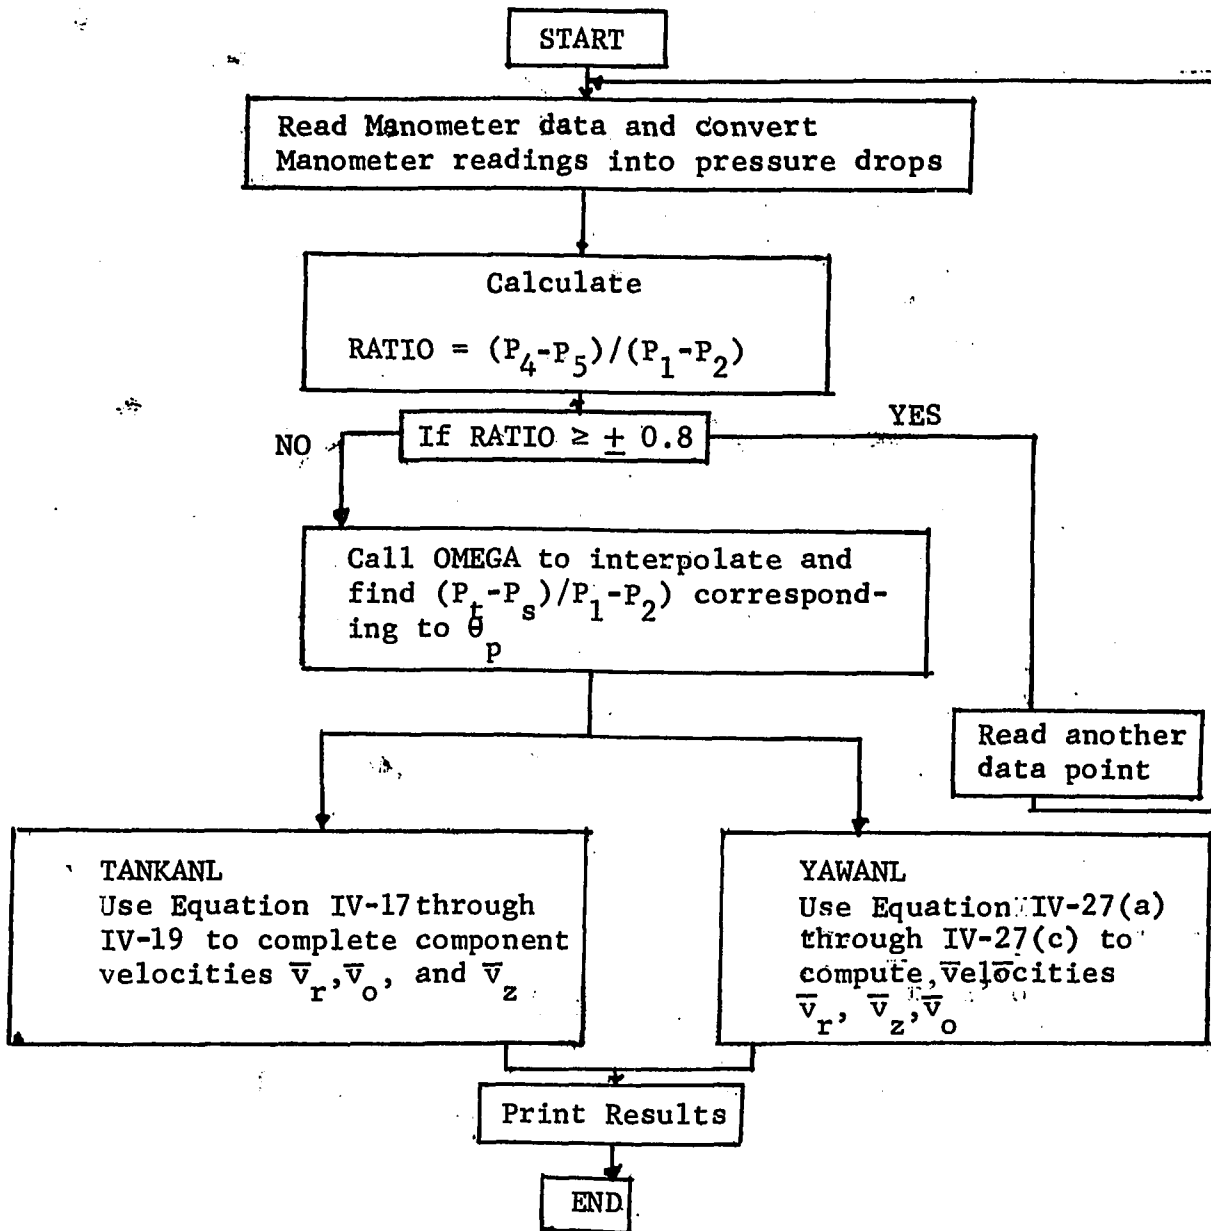 START
Read Manometer data and convert
Manometer readings into pressure drops
Calculate
RATIO = (P4-P5)/(P1-P2)
If RATIO ≥ ± 0.8
YES
NO
Call OMEGA to interpolate and
find (Pt-Ps)/P1-P2) correspond-
ing to θp
Read another
data point
TANKANL
Use Equation IV-17 through
IV-19 to complete component
velocities v̅r, v̅o, and v̅z
YAWANL
Use Equation IV-27(a)
through IV-27(c) to
compute, velocities
v̅r, v̅z, v̅o
Print Results
END